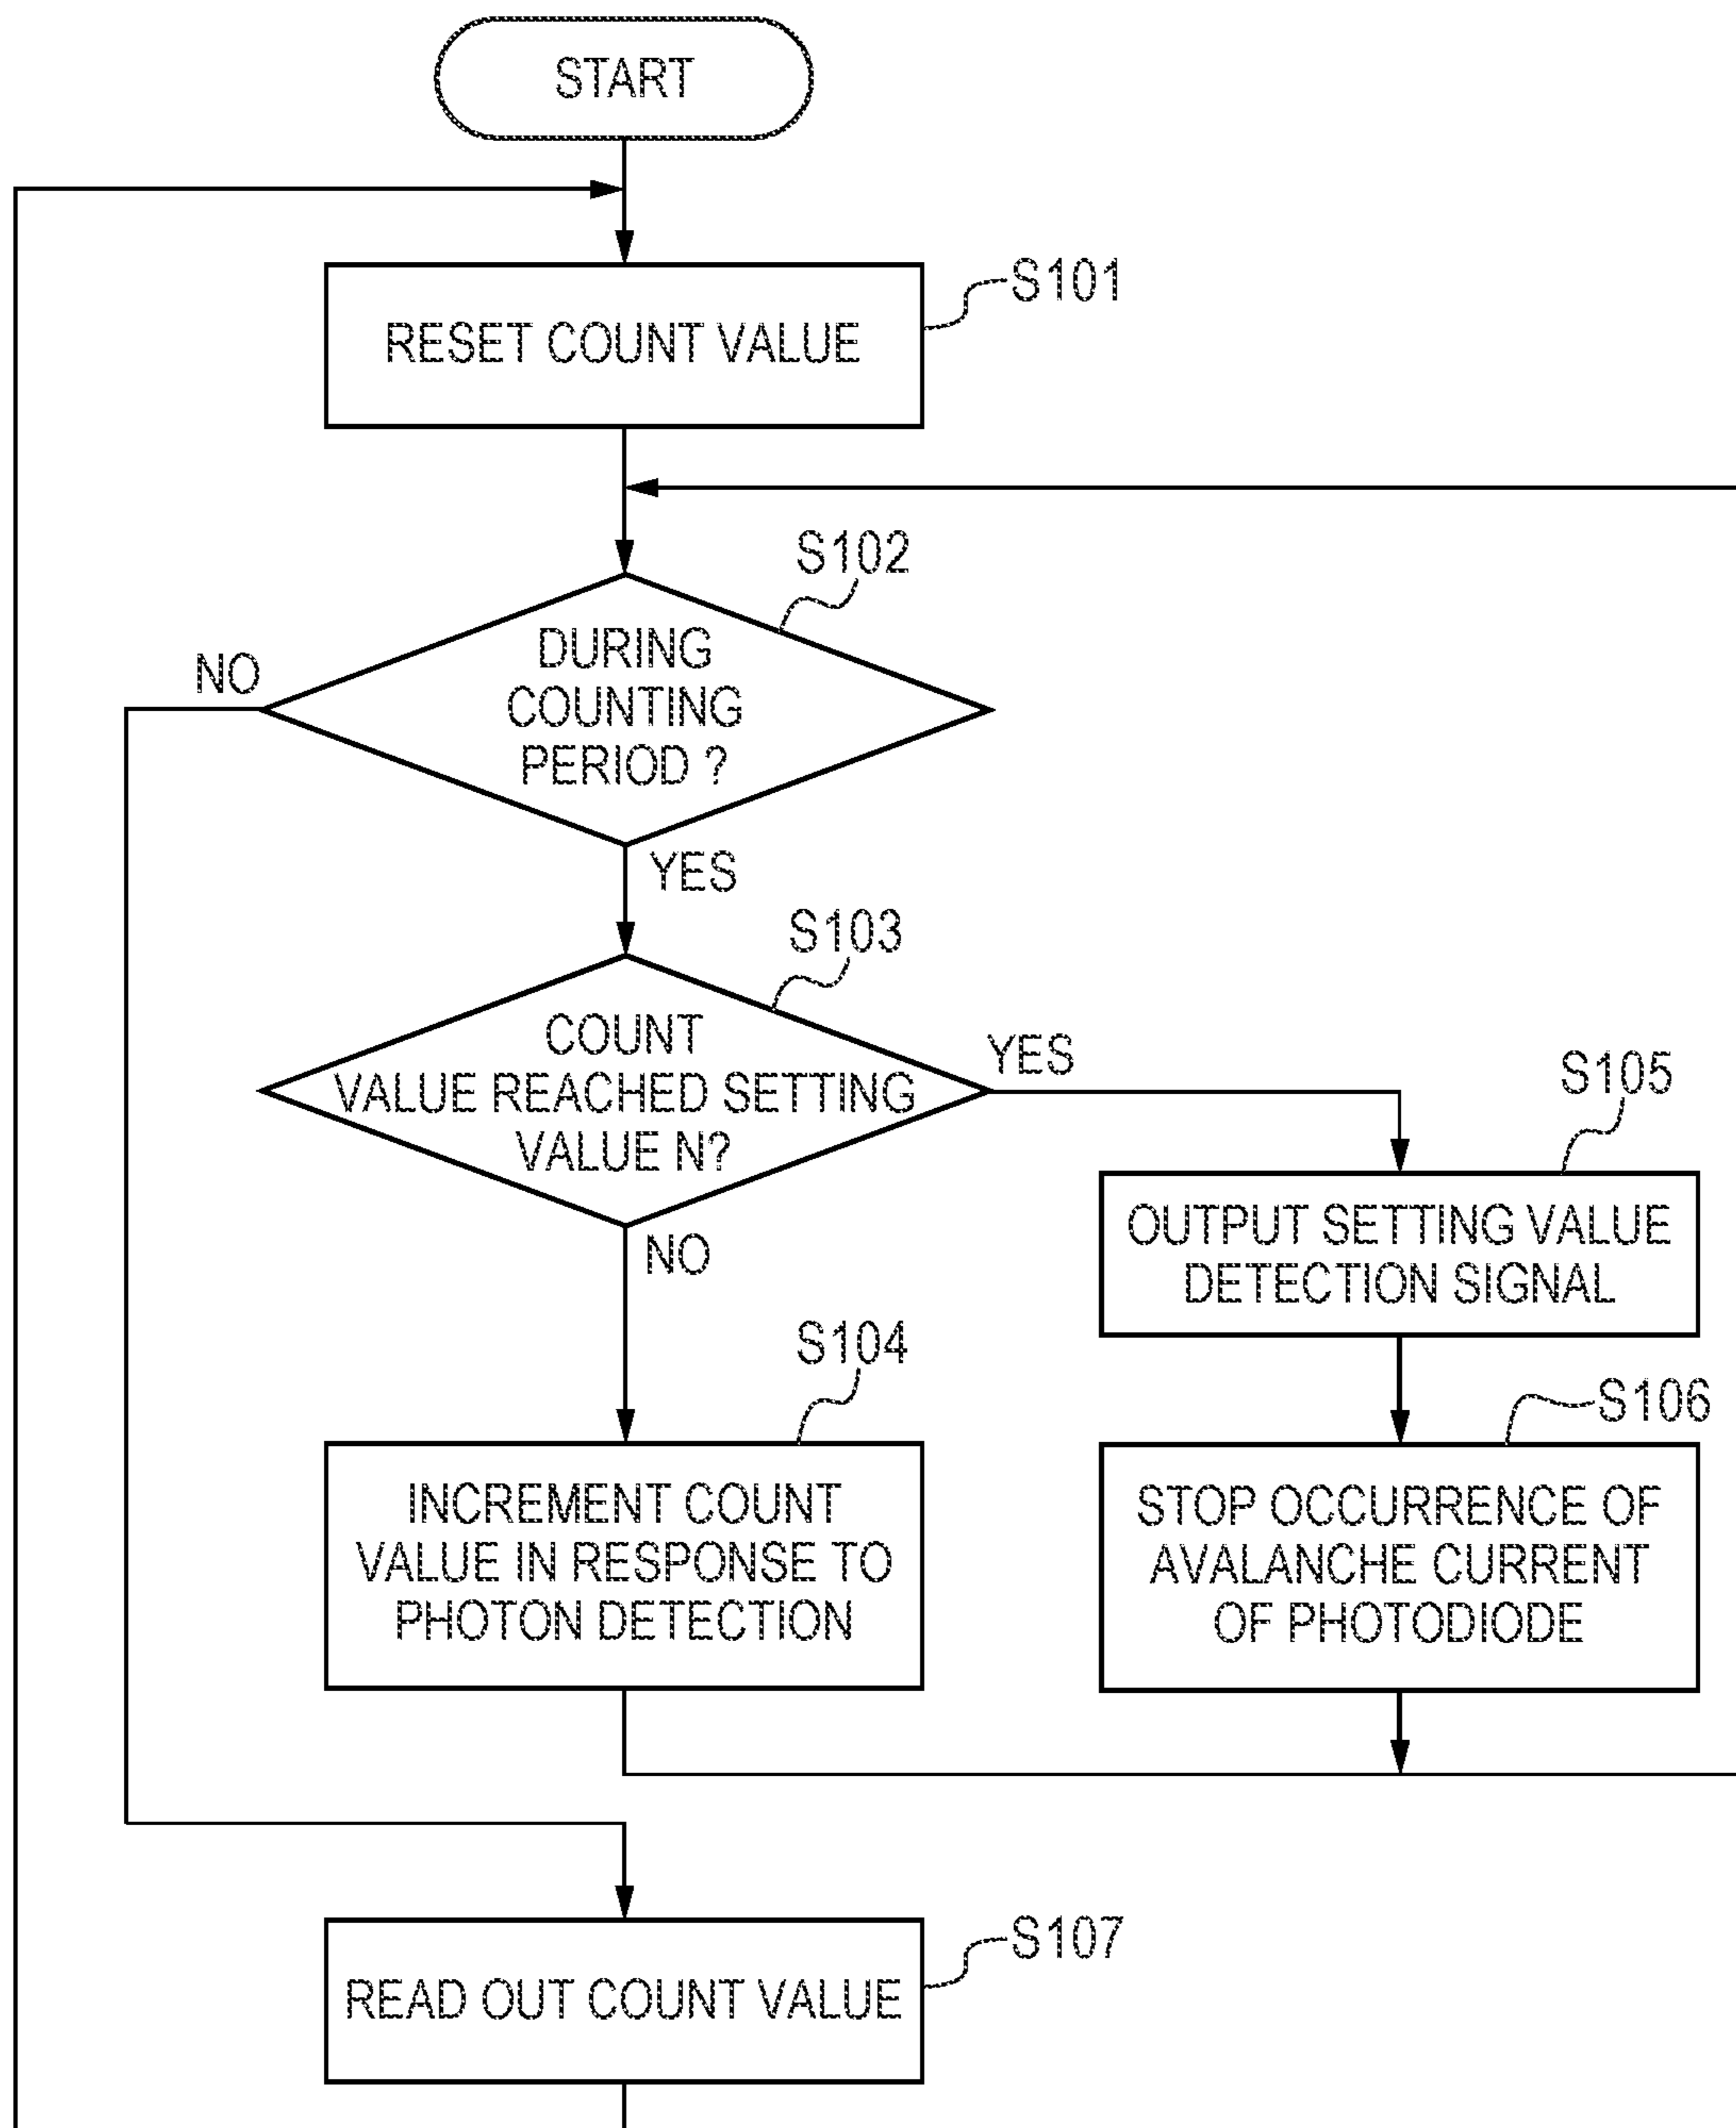 START
S101
RESET COUNT VALUE
S102
DURING
COUNTING
PERIOD ?
NO
YES
S103
COUNT
VALUE REACHED SETTING
VALUE N?
YES
NO
S105
OUTPUT SETTING VALUE
DETECTION SIGNAL
S104
INCREMENT COUNT
VALUE IN RESPONSE TO
PHOTON DETECTION
S106
STOP OCCURRENCE OF
AVALANCHE CURRENT
OF PHOTODIODE
S107
READ OUT COUNT VALUE